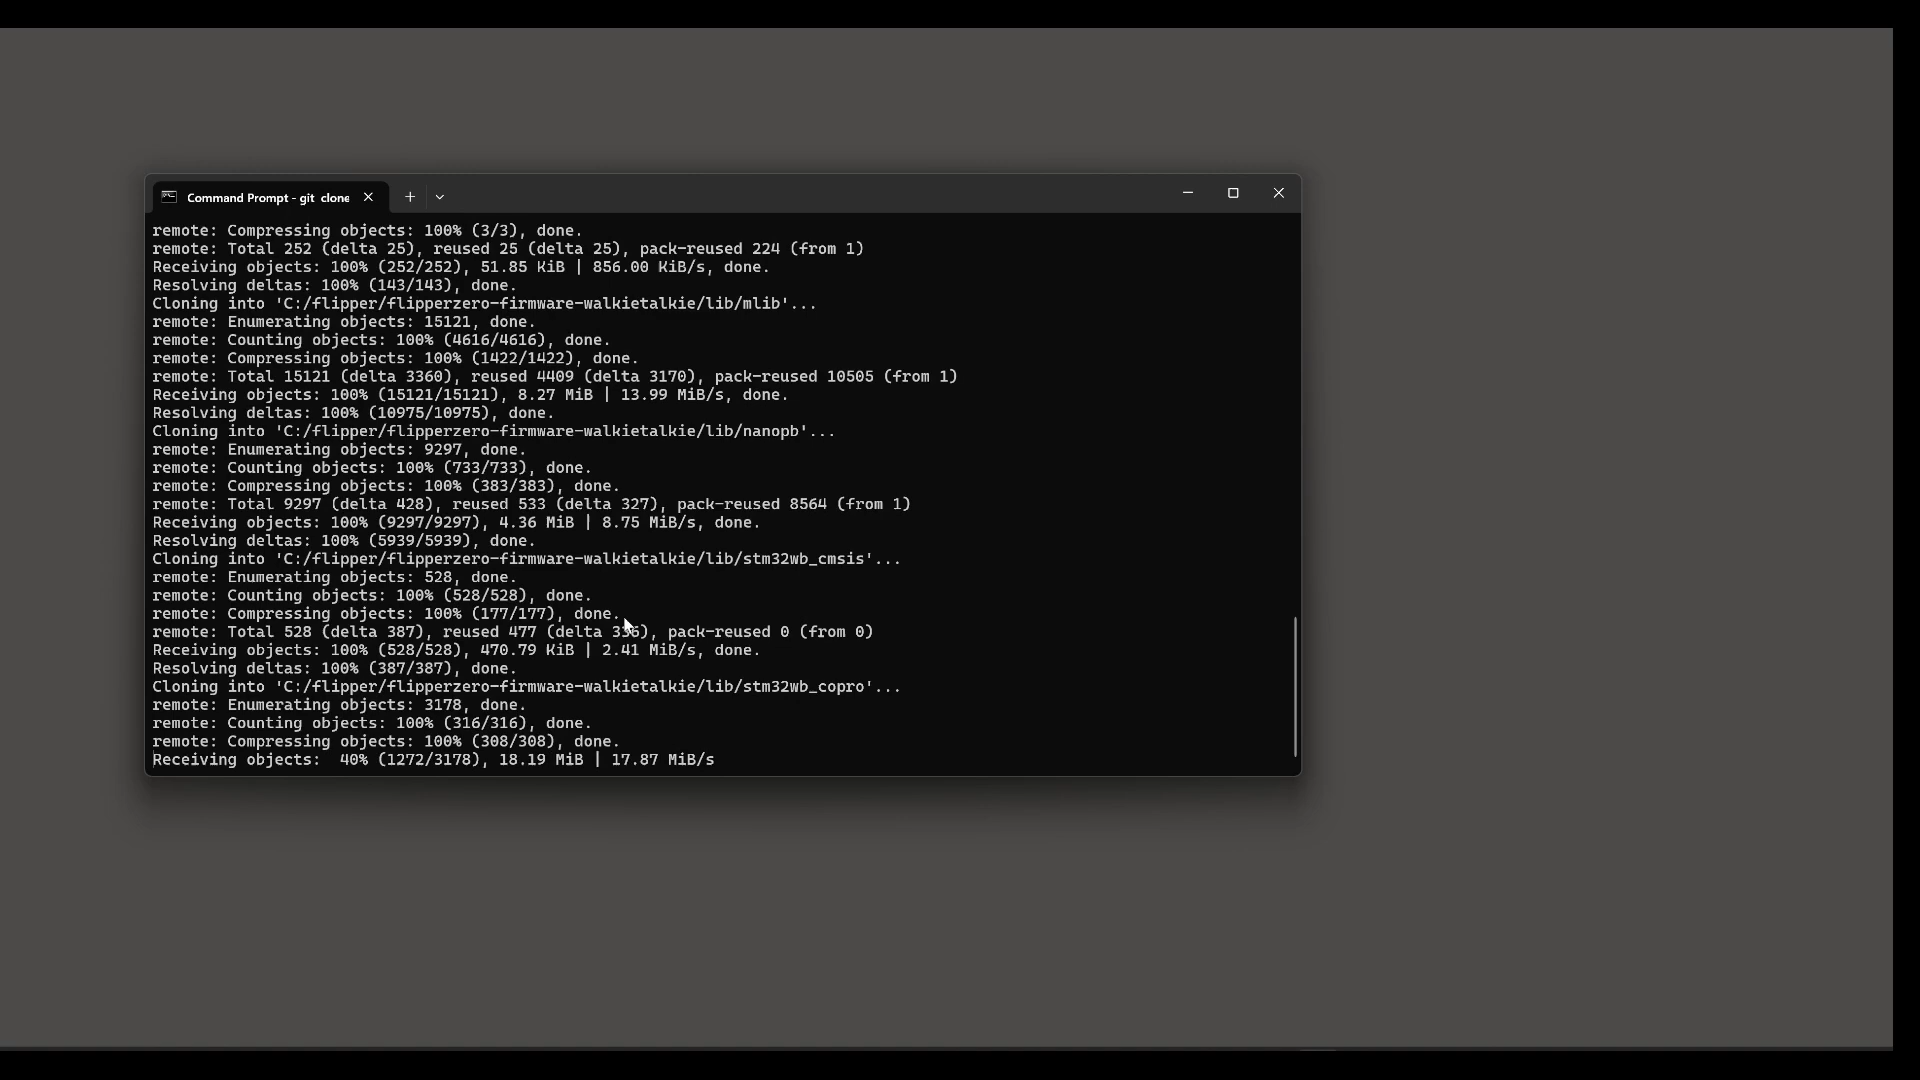 Command Prompt - git clone
remote: Compressing objects: 100% (3/3), done.
remote: Total 252 (delta 25), reused 25 (delta 25), pack-reused 224 (from 1)
Receiving objects: 100% (252/252), 51.85 KiB | 856.00 KiB/s, done.
Resolving deltas: 100% (143/143), done.
Cloning into 'C:/flipper/flipperzero-firmware-walkietalkie/lib/mlib'...
remote: Enumerating objects: 15121, done.
remote: Counting objects: 100% (4616/4616), done.
remote: Compressing objects: 100% (1422/1422), done.
remote: Total 15121 (delta 3360), reused 4409 (delta 3170), pack-reused 10505 (from 1)
Receiving objects: 100% (15121/15121), 8.27 MiB | 13.99 MiB/s, done.
Resolving deltas: 100% (10975/10975), done.
Cloning into 'C:/flipper/flipperzero-firmware-walkietalkie/lib/nanopb'...
remote: Enumerating objects: 9297, done.
remote: Counting objects: 100% (733/733), done.
remote: Compressing objects: 100% (383/383), done.
remote: Total 9297 (delta 428), reused 533 (delta 327), pack-reused 8564 (from 1)
Receiving objects: 100% (9297/9297), 4.36 MiB | 8.75 MiB/s, done.
Resolving deltas: 100% (5939/5939), done.
Cloning into 'C:/flipper/flipperzero-firmware-walkietalkie/lib/stm32wb_cmsis'...
remote: Enumerating objects: 528, done.
remote: Counting objects: 100% (528/528), done.
remote: Compressing objects: 100% (177/177), done.
remote: Total 528 (delta 387), reused 477 (delta 336), pack-reused 0 (from 0)
Receiving objects: 100% (528/528), 470.79 KiB | 2.41 MiB/s, done.
Resolving deltas: 100% (387/387), done.
Cloning into 'C:/flipper/flipperzero-firmware-walkietalkie/lib/stm32wb_copro'...
remote: Enumerating objects: 3178, done.
remote: Counting objects: 100% (316/316), done.
remote: Compressing objects: 100% (308/308), done.
Receiving objects:  40% (1272/3178), 18.19 MiB | 17.87 MiB/s